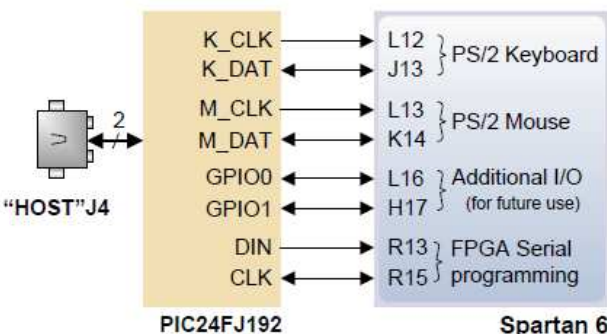 K_CLK L12
K_DAT J13
PS/2 Keyboard
M_CLK L13
M_DAT K14
PS/2 Mouse
2
"HOST"J4
GPIO0 L16 Additional I/O
GPIO1 H17 (for future use)
DIN R13 FPGA Serial
CLK R15 programming
PIC24FJ192 Spartan 6